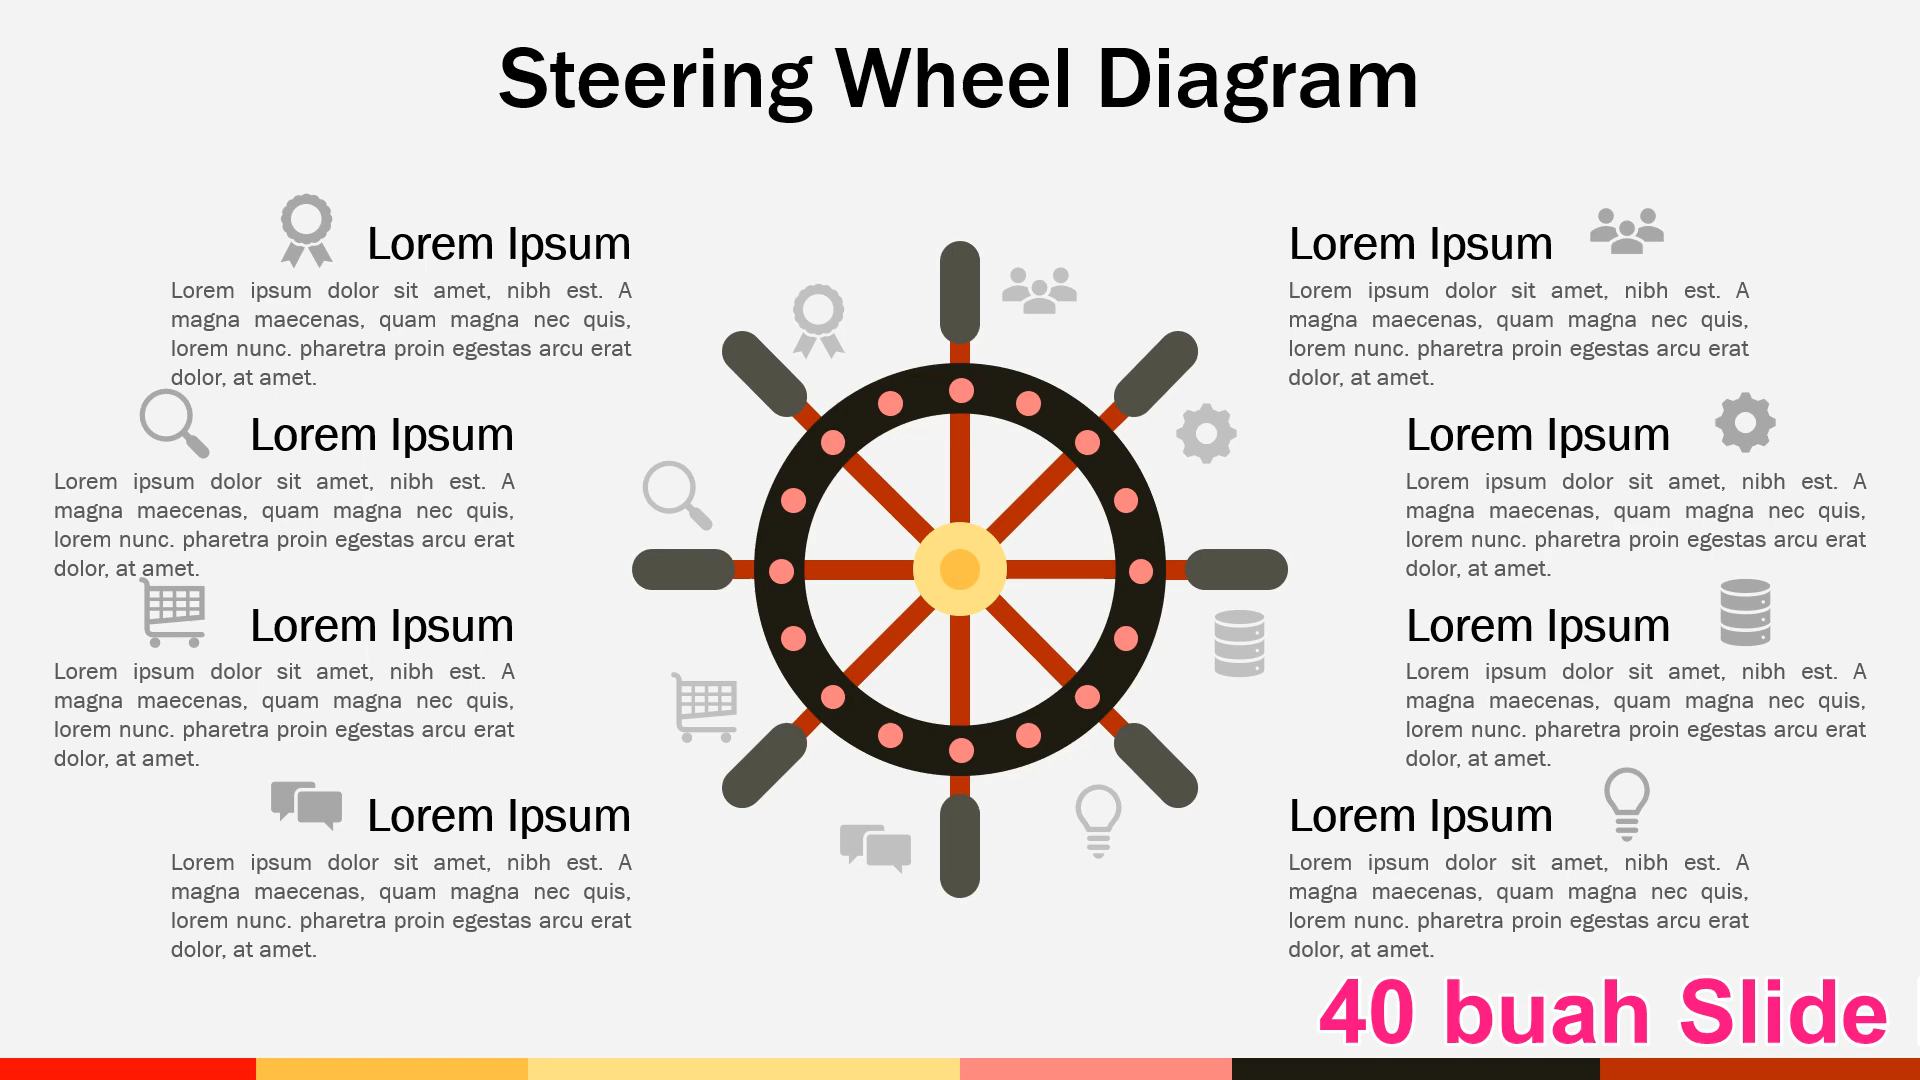 Steering Wheel Diagram
Lorem Ipsum
Lorem ipsum dolor sit amet, nibh est. A
magna maecenas, quam magna nec quis,
lorem nunc. pharetra proin egestas arcu erat
dolor, at amet.
Lorem Ipsum
Lorem ipsum dolor sit amet, nibh est. A
magna maecenas, quam magna nec quis,
lorem nunc. pharetra proin egestas arcu erat
dolor, at amet.
Lorem Ipsum
Lorem ipsum dolor sit amet, nibh est. A
magna maecenas, quam magna nec quis,
lorem nunc. pharetra proin egestas arcu erat
dolor, at amet.
Lorem Ipsum
Lorem ipsum dolor sit amet, nibh est. A
magna maecenas, quam magna nec quis,
lorem nunc. pharetra proin egestas arcu erat
dolor, at amet.
Lorem Ipsum
Lorem ipsum dolor sit amet, nibh est. A
magna maecenas, quam magna nec quis,
lorem nunc. pharetra proin egestas arcu erat
dolor, at amet.
Lorem Ipsum
Lorem ipsum dolor sit amet, nibh est. A
magna maecenas, quam magna nec quis,
lorem nunc. pharetra proin egestas arcu erat
dolor, at amet.
Lorem Ipsum
Lorem ipsum dolor sit amet, nibh est. A
magna maecenas, quam magna nec quis,
lorem nunc. pharetra proin egestas arcu erat
dolor, at amet.
Lorem Ipsum
Lorem ipsum dolor sit amet, nibh est. A
magna maecenas, quam magna nec quis,
lorem nunc. pharetra proin egestas arcu erat
dolor, at amet.
40 buah Slide